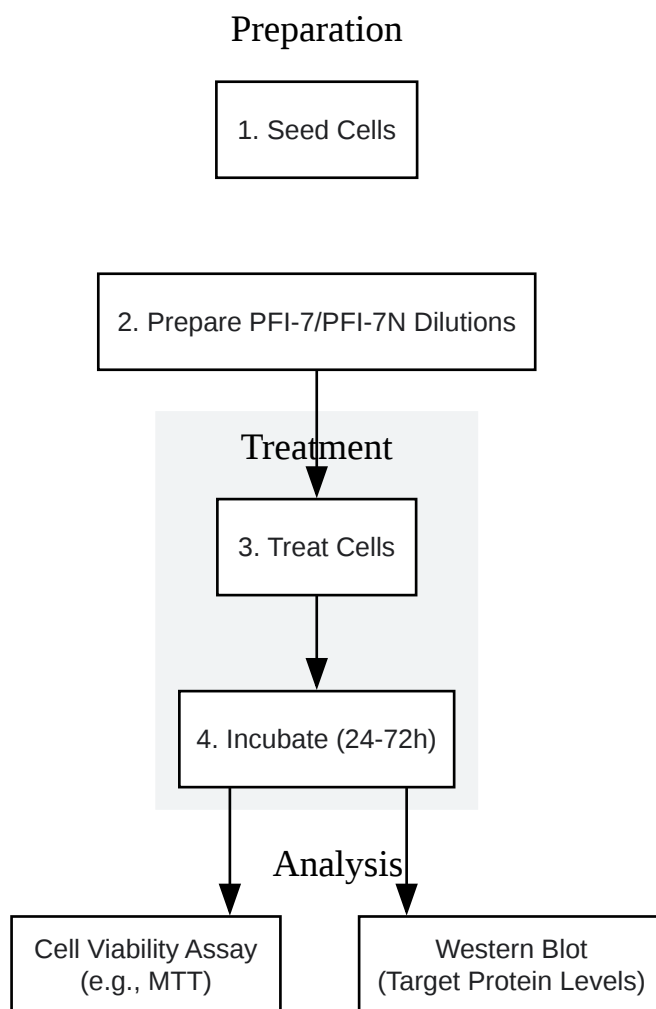 Preparation
1. Seed Cells
2. Prepare PFI-7/PFI-7N Dilutions
Treatment
3. Treat Cells
4. Incubate (24-72h)
Analysis
Cell Viability Assay
(e.g., MTT)
Western Blot
(Target Protein Levels)